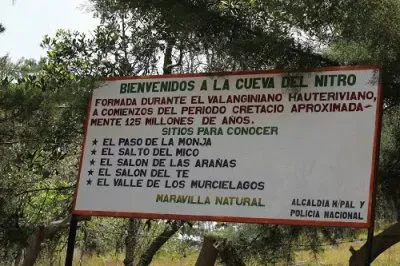 BIENVENIDOS A LA CUEVA DEL NITRO
FORMADA DURANTE EL VALANGINIANO HAUTERIVIANO,
A COMIENZOS DEL PERIODO CRETACIO APROXIMADA-
MENTE 125 MILLONES DE AÑOS.
SITIOS PARA CONOCER
★ EL PASO DE LA MONJA
★ EL SALTO DEL MICO
★ EL SALON DE LAS ARAÑAS
★ EL SALON DEL TE
★ EL VALLE DE LOS MURCIELAGOS
MARAVILLA NATURAL
ALCALDIA M/PAL Y
POLICIA NACIONAL